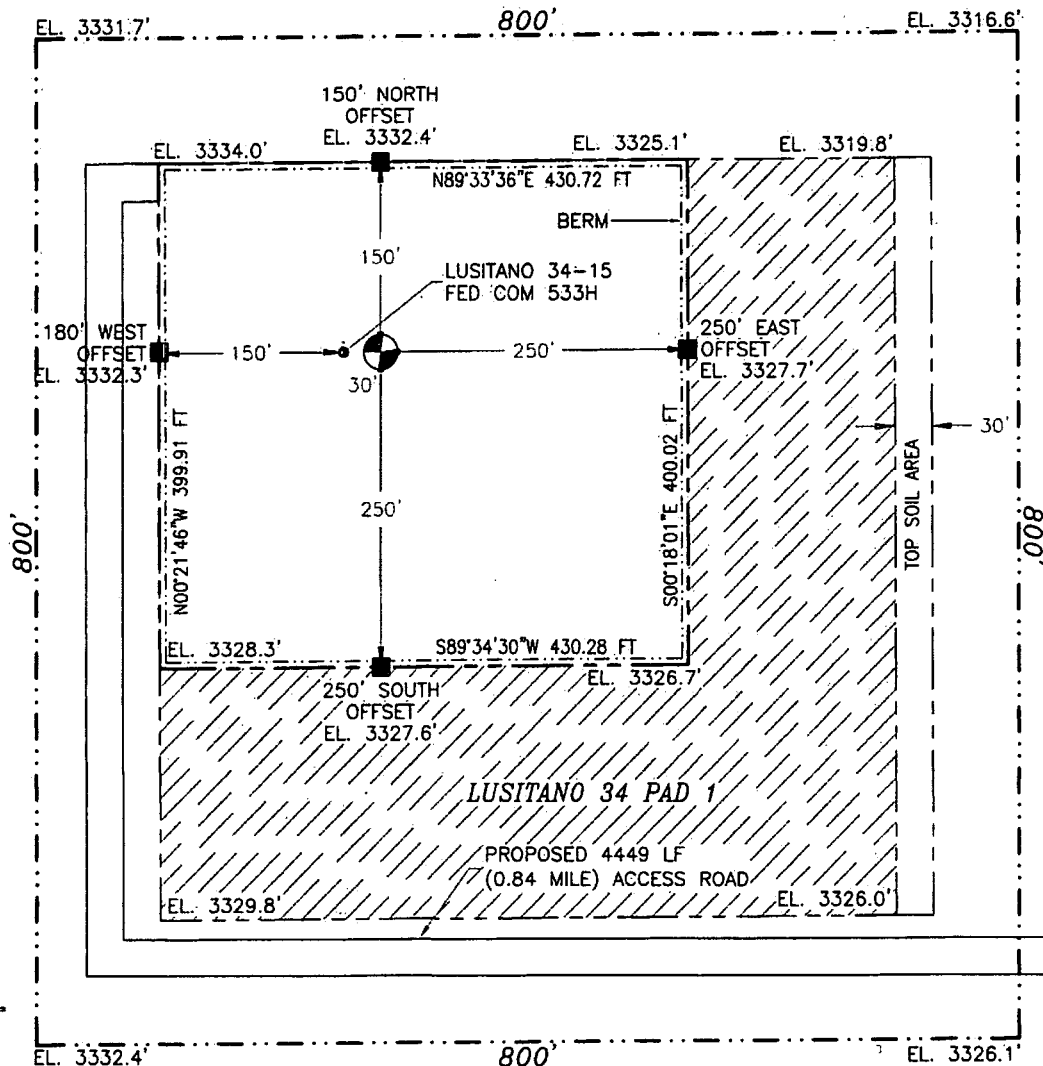 800'
EL. 3331.7'
EL. 3316.6'
150' NORTH
OFFSET
EL. 3332.4'
EL. 3334.0'
EL. 3325.1'
EL. 3319.8'
N89°33'36"E 430.72 FT
BERM
150'
LUSITANO 34-15
FED COM 533H
180' WEST
OFFSET
EL. 3332.3'
150'
250'
250' EAST
OFFSET
EL. 3327.7'
30'
30'
N00°21'46"W 399.91 FT
S00°18'01"E 400.02 FT
TOP SOIL AREA
250'
800'
800'
EL. 3328.3'
S89°34'30"W 430.28 FT
EL. 3326.7'
250' SOUTH
OFFSET
EL. 3327.6'
LUSITANO 34 PAD 1
PROPOSED 4449 LF
(0.84 MILE) ACCESS ROAD
EL. 3329.8'
EL. 3326.0'
EL. 3332.4'
800'
EL. 3326.1'